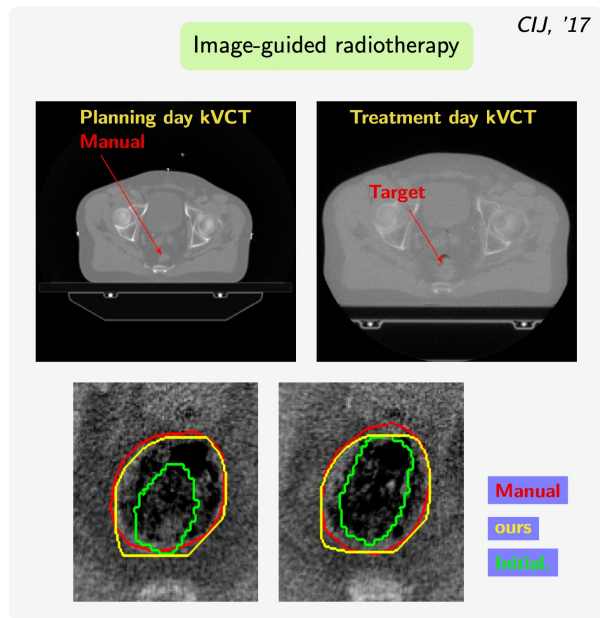 CIJ, '17
Image-guided radiotherapy
Planning day kVCT
Manual
Treatment day kVCT
Target
Manual
ours
Initial.